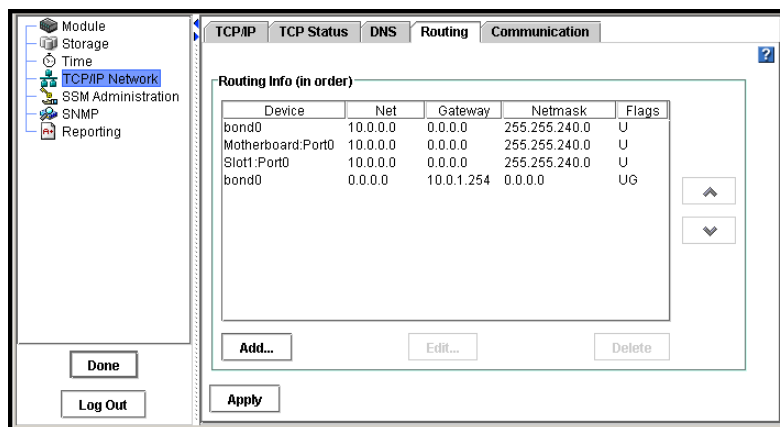 Module
Storage
Time
TCP/IP Network
SSM Administration
SNMP
Reporting
Done
Log Out
TCP/IP TCP Status DNS Routing Communication
?
Routing Info (in order)
Device Net Gateway Netmask Flags
bond0 10.0.0.0 0.0.0.0 255.255.240.0 U
Motherboard:Port0 10.0.0.0 0.0.0.0 255.255.240.0 U
Slot1:Port0 10.0.0.0 0.0.0.0 255.255.240.0 U
bond0 0.0.0.0 10.0.1.254 0.0.0.0 UG
Add... Edit... Delete
Apply